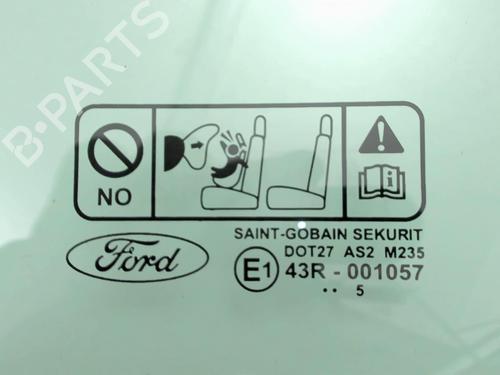 B-PARTS
NO
Ford
SAINT-GOBAIN SEKURIT
DOT27 AS2 M235
E1 43R - 001057
.. 5